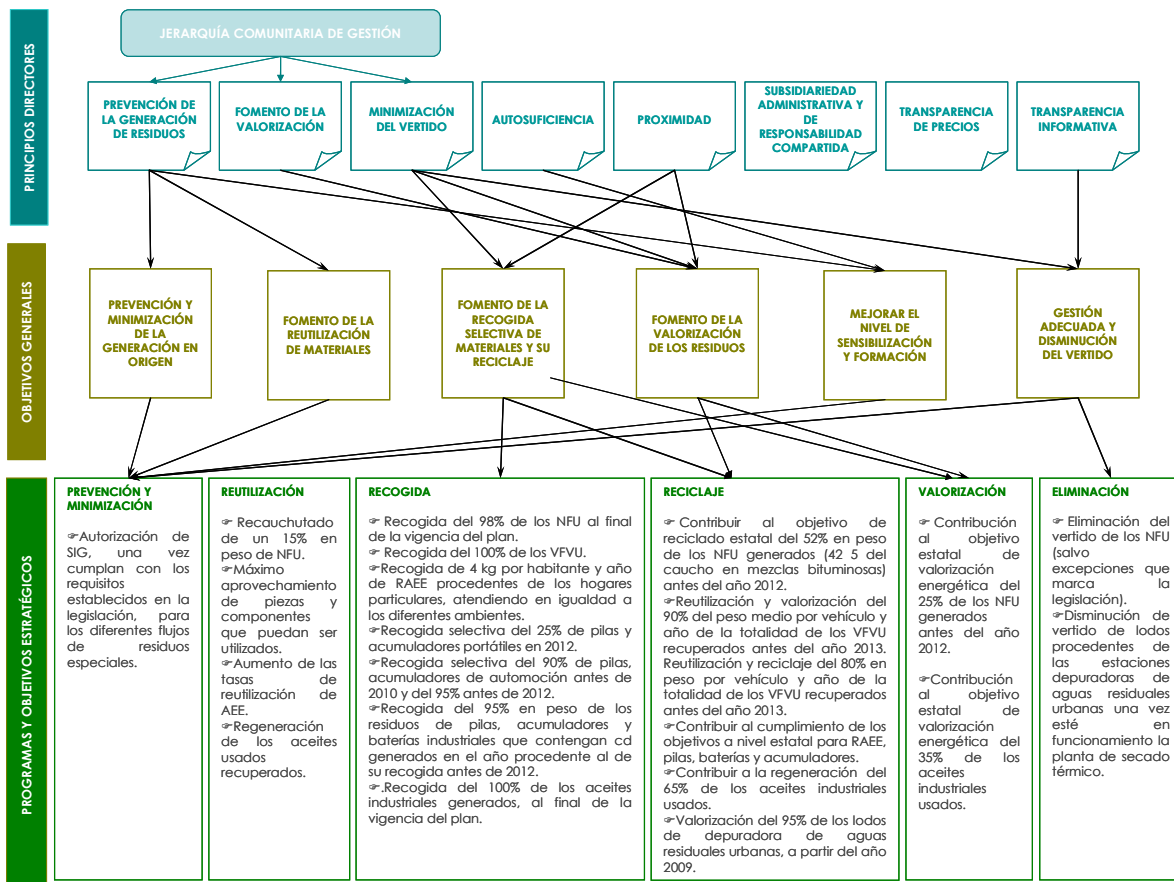 PRINCIPIOS DIRECTORES
JERARQUÍA COMUNITARIA DE GESTIÓN
PREVENCIÓN DE
LA GENERACIÓN
DE RESIDUOS
FOMENTO DE LA
VALORIZACIÓN
MINIMIZACIÓN
DEL VERTIDO
AUTOSUFICIENCIA
PROXIMIDAD
SUBSIDIARIEDAD
ADMINISTRATIVA Y
DE
RESPONSABILIDAD
COMPARTIDA
TRANSPARENCIA
DE PRECIOS
TRANSPARENCIA
INFORMATIVA
OBJETIVOS GENERALES
PREVENCIÓN Y
MINIMIZACIÓN
DE LA
GENERACIÓN EN
ORIGEN
FOMENTO DE LA
REUTILIZACIÓN
DE MATERIALES
FOMENTO DE LA
RECOGIDA
SELECTIVA DE
MATERIALES Y SU
RECICLAJE
FOMENTO DE LA
VALORIZACIÓN
DE LOS RESIDUOS
MEJORAR EL
NIVEL DE
SENSIBILIZACIÓN
Y FORMACIÓN
GESTIÓN
ADECUADA Y
DISMINUCIÓN
DEL VERTIDO
PROGRAMAS Y OBJETIVOS ESTRATÉGICOS
PREVENCIÓN Y
MINIMIZACIÓN
☞Autorización de
SIG, una vez
cumplan con los
requisitos
establecidos en la
legislación, para
los diferentes flujos
de residuos
especiales.
REUTILIZACIÓN
☞ Recauchutado
de un 15% en
peso de NFU.
☞Máximo
aprovechamiento
de piezas y
componentes
que puedan ser
utilizados.
☞Aumento de las
tasas de
reutilización de
AEE.
☞Regeneración
de los aceites
usados
recuperados.
RECOGIDA
☞ Recogida del 98% de los NFU al final
de la vigencia del plan.
☞ Recogida del 100% de los VFVU.
☞Recogida de 4 kg por habitante y año
de RAEE procedentes de los hogares
particulares, atendiendo en igualdad a
los diferentes ambientes.
☞Recogida selectiva del 25% de pilas y
acumuladores portátiles en 2012.
☞Recogida selectiva del 90% de pilas,
acumuladores de automoción antes de
2010 y del 95% antes de 2012.
☞Recogida del 95% en peso de los
residuos de pilas, acumuladores y
baterías industriales que contengan cd
generados en el año procedente al de
su recogida antes de 2012.
☞.Recogida del 100% de los aceites
industriales generados, al final de la
vigencia del plan.
RECICLAJE
☞ Contribuir al objetivo de
reciclado estatal del 52% en peso
de los NFU generados (42 5 del
caucho en mezclas bituminosas)
antes del año 2012.
☞Reutilización y valorización del
90% del peso medio por vehículo y
año de la totalidad de los VFVU
recuperados antes del año 2013.
Reutilización y reciclaje del 80% en
peso por vehículo y año de la
totalidad de los VFVU recuperados
antes del año 2013.
☞Contribuir al cumplimiento de los
objetivos a nivel estatal para RAEE,
pilas, baterías y acumuladores.
☞Contribuir a la regeneración del
65% de los aceites industriales
usados.
☞Valorización del 95% de los lodos
de depuradora de aguas
residuales urbanas, a partir del año
2009.
VALORIZACIÓN
☞ Contribución
al objetivo
estatal de
valorización
energética del
25% de los NFU
generados
antes del año
2012.
☞Contribución
al objetivo
estatal de
valorización
energética del
35% de los
aceites
industriales
usados.
ELIMINACIÓN
☞ Eliminación del
vertido de los NFU
(salvo
excepciones que
marca la
legislación).
☞Disminución de
vertido de lodos
procedentes de
las estaciones
depuradoras de
aguas residuales
urbanas una vez
esté en
funcionamiento la
planta de secado
térmico.